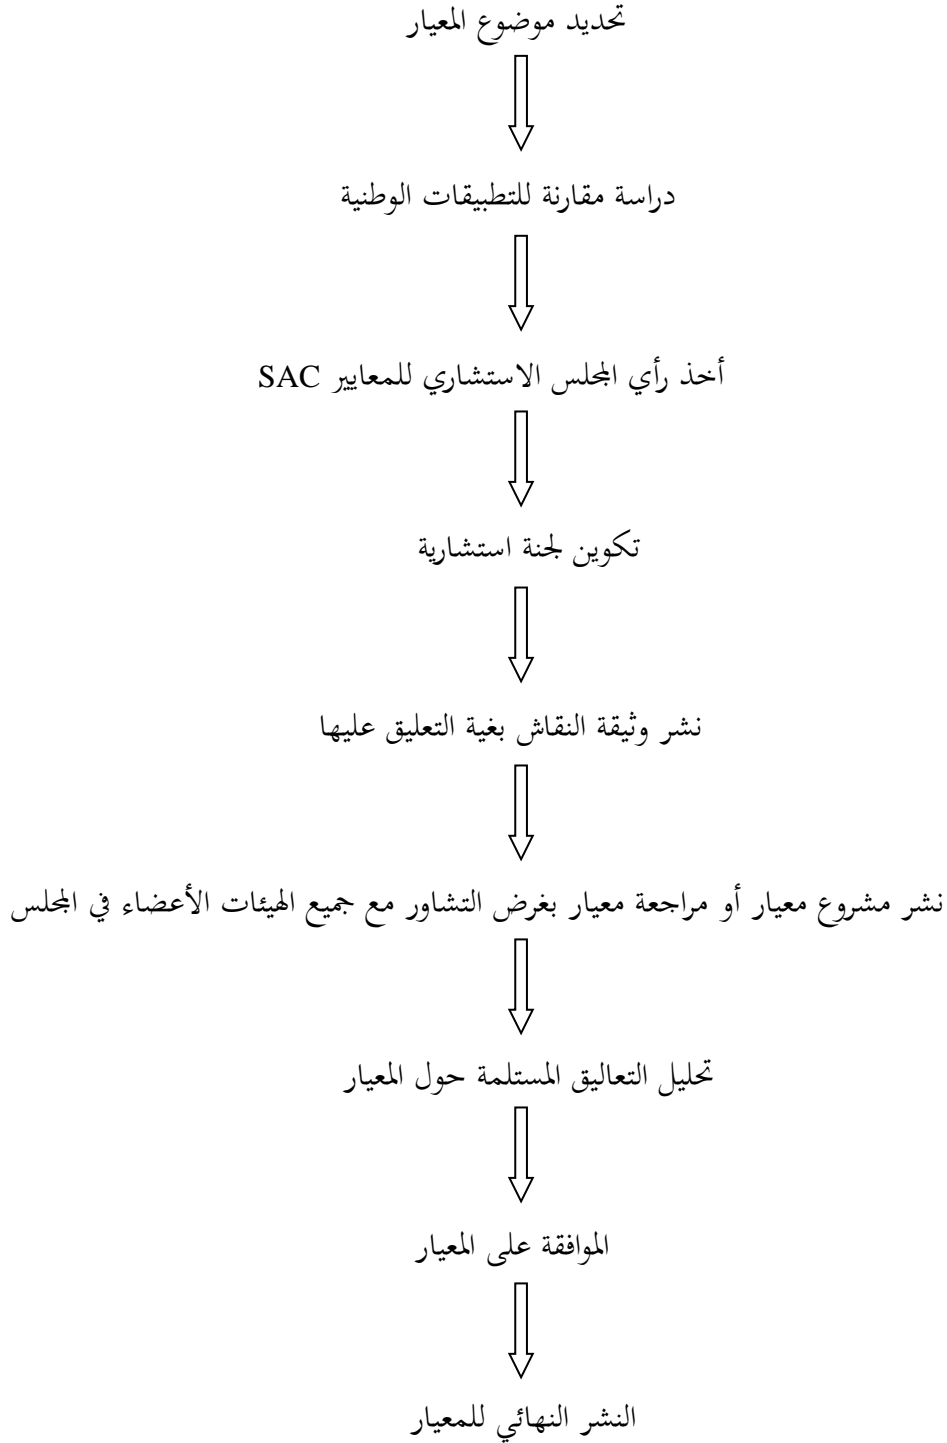 تحديد موضوع المعيار
دراسة مقارنة للتطبيقات الوطنية
أخذ رأي المجلس الاستشاري للمعايير SAC
تكوين لجنة استشارية
نشر وثيقة النقاش بغية التعليق عليها
نشر مشروع معيار أو مراجعة معيار بغرض التشاور مع جميع الهيئات الأعضاء في المجلس
تحليل التعاليق المستلمة حول المعيار
الموافقة على المعيار
النشر النهائي للمعيار